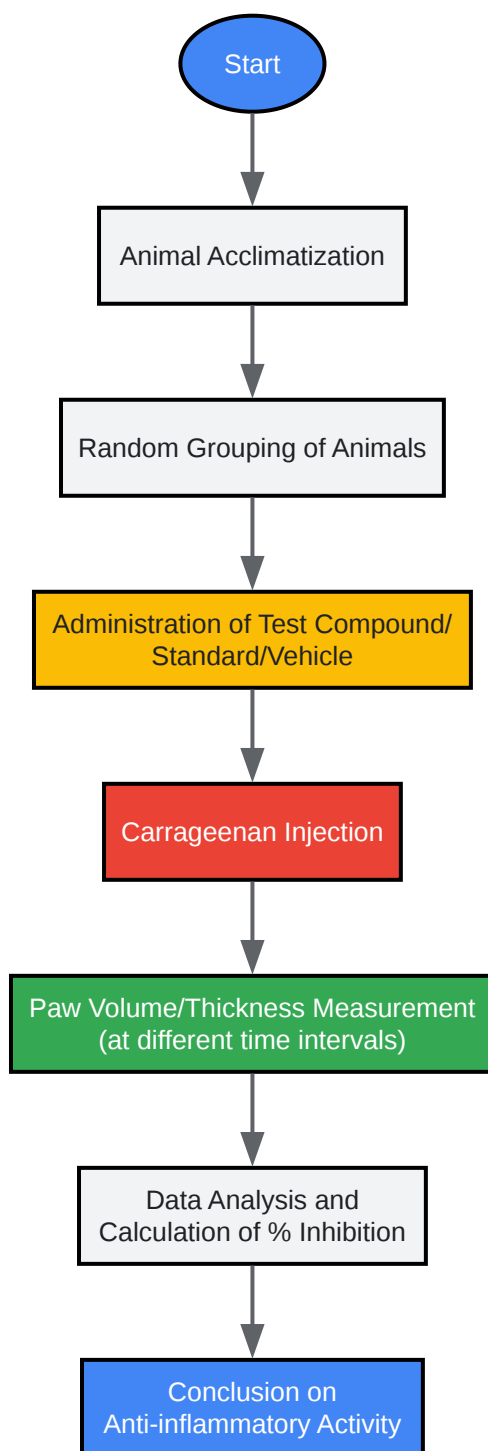 Start
Animal Acclimatization
Random Grouping of Animals
Administration of Test Compound/
Standard/Vehicle
Carrageenan Injection
Paw Volume/Thickness Measurement
(at different time intervals)
Data Analysis and
Calculation of % Inhibition
Conclusion on
Anti-inflammatory Activity